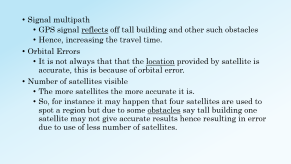 • Signal multipath
• GPS signal reflects off tall building and other such obstacles
• Hence, increasing the travel time.
• Orbital Errors
• It is not always that that the location provided by satellite is
accurate, this is because of orbital error.
• Number of satellites visible
• The more satellites the more accurate it is.
• So, for instance it may happen that four satellites are used to
spot a region but due to some obstacles say tall building one
satellite may not give accurate results hence resulting in error
due to use of less number of satellites.